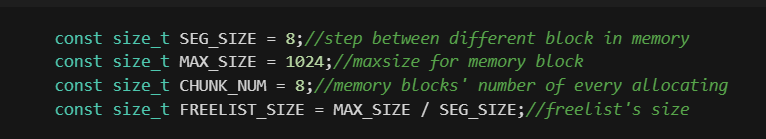 const size_t SEG_SIZE = 8;//step between different block in memory
const size_t MAX_SIZE = 1024;//maxsize for memory block
const size_t CHUNK_NUM = 8;//memory blocks' number of every allocating
const size_t FREELIST_SIZE = MAX_SIZE / SEG_SIZE;//freelist's size